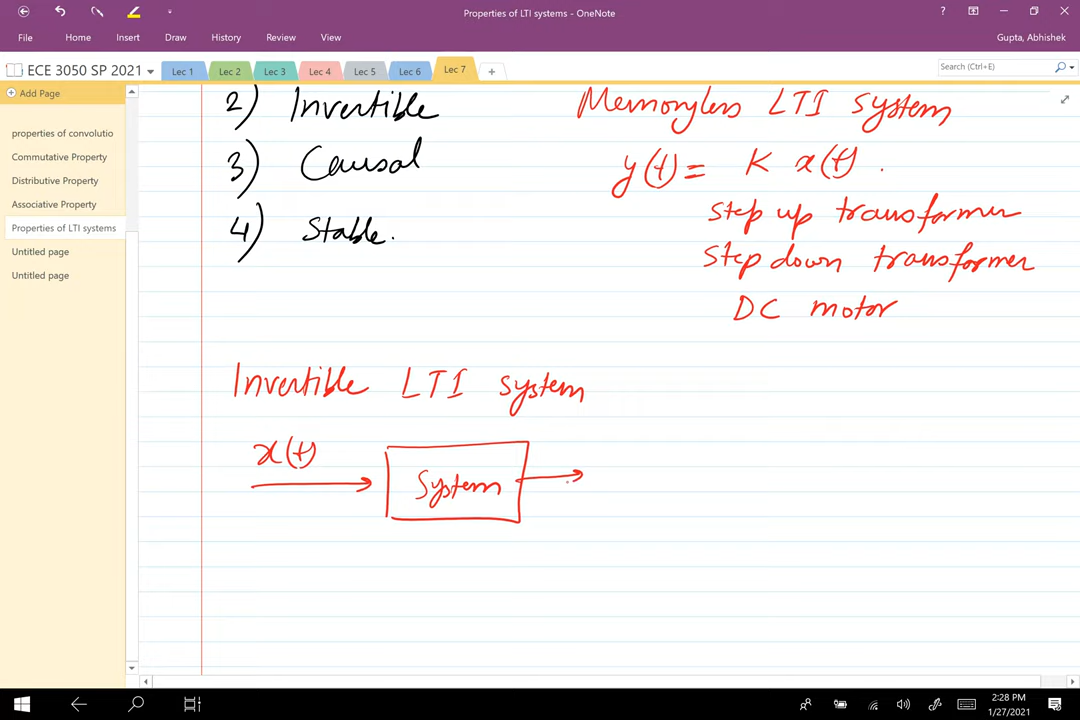 Properties of LTI systems - OneNote
?
File Home Insert Draw History Review View
Gupta, Abhishek
ECE 3050 SP 2021
Lec 1 Lec 2 Lec 3 Lec 4 Lec 5 Lec 6 Lec 7
Search (Ctrl+E)
Add Page
properties of convolutio
Commutative Property
Distributive Property
Associative Property
Properties of LTI systems
Untitled page
Untitled page
2) Invertible
3) Causal
4) Stable.
Memoryless LTI system
y(t) = K x(t) .
Step up transformer
Step down transformer
DC motor
Invertible LTI system
x(t)
System
2:28 PM
1/27/2021